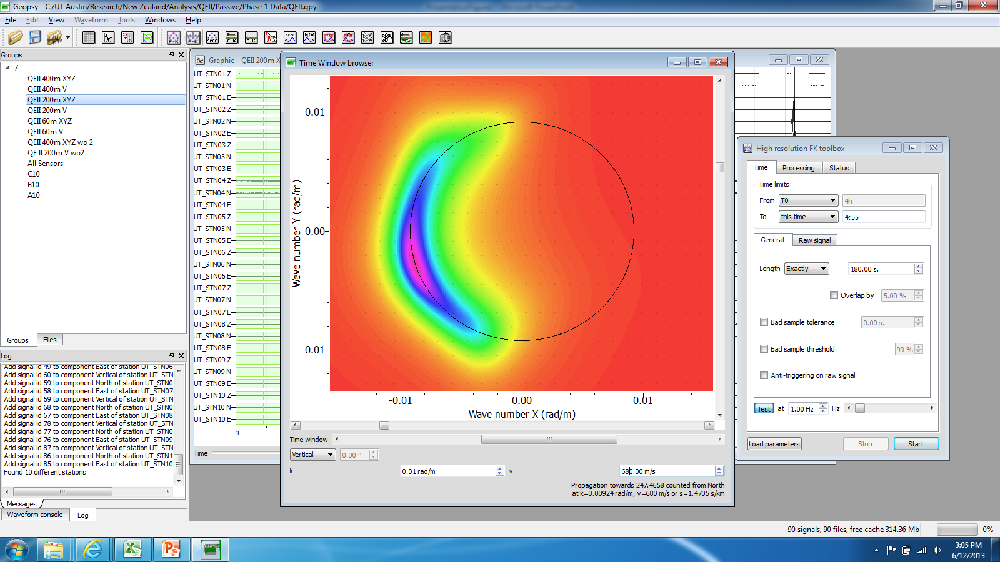 Geopsy - C:/UT Austin/Research/New Zealand/Analysis/QEII/Passive/Phase 1 Data/QEII.gpy
File Edit View Waveform Tools Windows Help
Groups
/
QEII 400m XYZ
QEII 400m V
QEII 200m XYZ
QEII 200m V
QEII 60m XYZ
QEII 60m V
QEII 400m XYZ wo 2
QE II 200m V wo2
All Sensors
C10
B10
A10
Groups Files
Log
Add signal id 49 to component East of station UT_STN06
Add signal id 60 to component Vertical of station UT_STN
Add signal id 59 to component North of station UT_STN0
Add signal id 58 to component East of station UT_STN07
Add signal id 69 to component Vertical of station UT_STN
Add signal id 68 to component North of station UT_STN0
Add signal id 67 to component East of station UT_STN08
Add signal id 78 to component Vertical of station UT_STN
Add signal id 77 to component North of station UT_STN0
Add signal id 76 to component East of station UT_STN09
Add signal id 87 to component Vertical of station UT_STN
Add signal id 86 to component North of station UT_STN1
Add signal id 85 to component East of station UT_STN10
Found 10 different stations
Messages
Waveform console Log
Graphic - QEII 200m X
UT_STN01 Z
UT_STN01 N
UT_STN01 E
UT_STN02 Z
UT_STN02 N
UT_STN02 E
UT_STN03 Z
UT_STN03 N
UT_STN03 E
UT_STN04 Z
UT_STN04 N
UT_STN04 E
UT_STN05 Z
UT_STN05 N
UT_STN05 E
UT_STN06 Z
UT_STN06 N
UT_STN06 E
UT_STN07 Z
UT_STN07 N
UT_STN07 E
UT_STN08 Z
UT_STN08 N
UT_STN08 E
UT_STN09 Z
UT_STN09 N
UT_STN09 E
UT_STN10 Z
UT_STN10 N
UT_STN10 E
h
Time
Time Window browser
0.01
0.00
-0.01
Wave number Y (rad/m)
-0.01 0.00 0.01
Wave number X (rad/m)
Time window
Vertical 0.00 °
k 0.01 rad/m v 680.00 m/s
Propagation towards 247.4658 counted from North
at k=0.00924 rad/m, v=680 m/s or s=1.4705 s/km
High resolution FK toolbox
Time Processing Status
Time limits
From T0 4h
To this time 4:55
General Raw signal
Length Exactly 180.00 s.
Overlap by 5.00 %
Bad sample tolerance 0.00 s.
Bad sample threshold 99 %
Anti-triggering on raw signal
Test at 1.00 Hz Hz
Load parameters Stop Start
90 signals, 90 files, free cache 314.36 Mb 0%
3:05 PM
6/12/2013